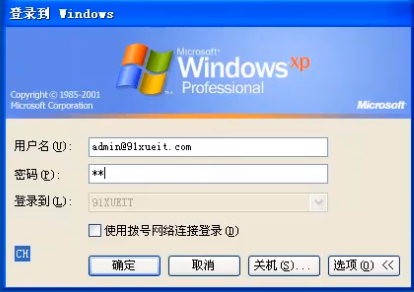 登录到 Windows
Microsoft
Windows xp
Professional
Copyright © 1985-2001
Microsoft Corporation
Microsoft
用户名(U):
admin@91xueit.com
密码(P):
**
登录到(L):
91XUEIT
使用拨号网络连接登录(D)
CH
确定
取消
关机(S)...
选项(O) <<